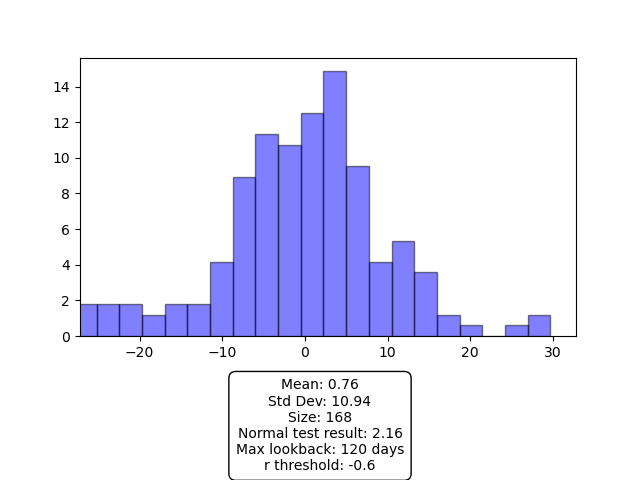 14
12
10
8
6
4
2
0
−20 −10 0 10 20 30
Mean: 0.76
Std Dev: 10.94
Size: 168
Normal test result: 2.16
Max lookback: 120 days
r threshold: -0.6